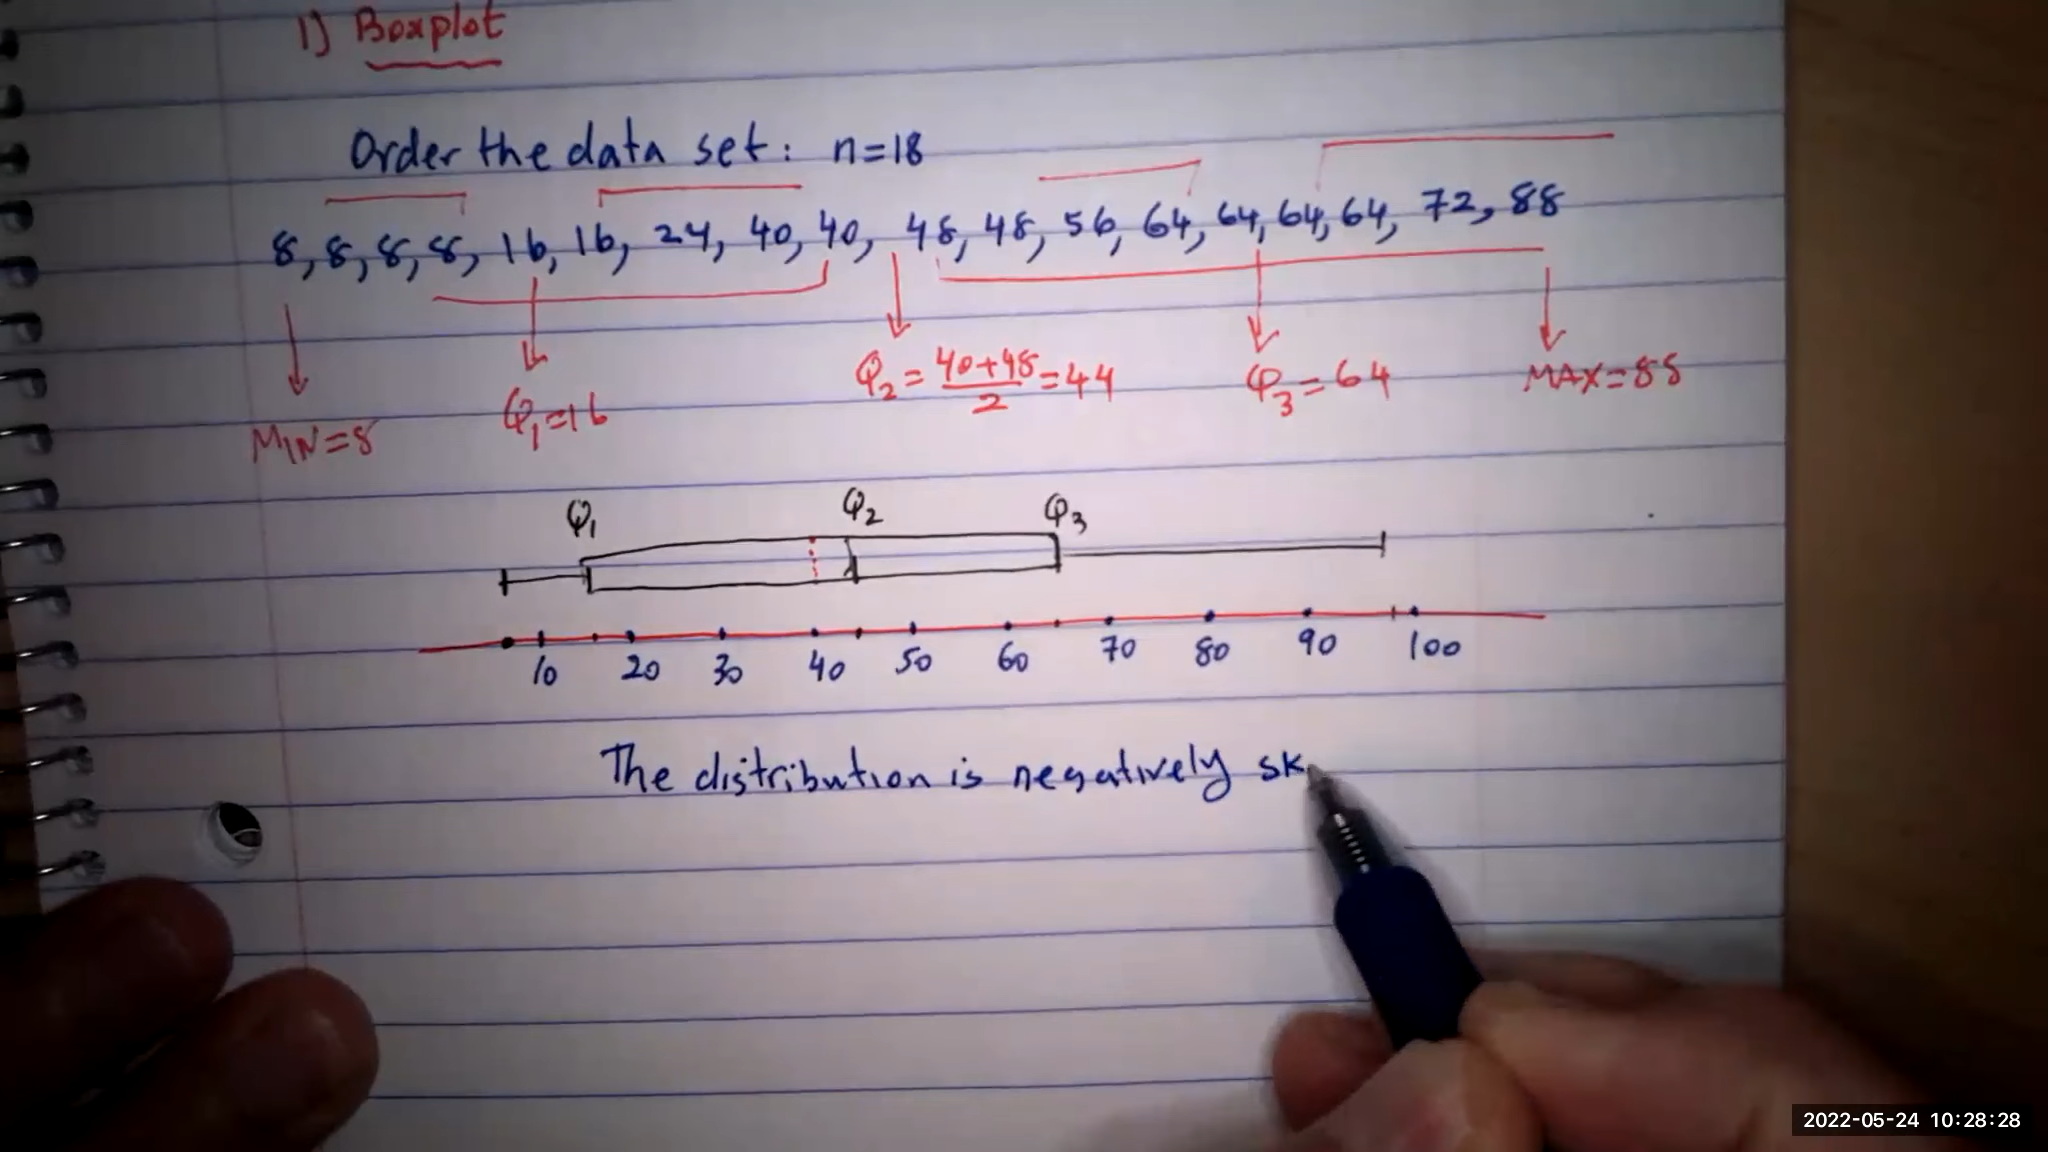 1) Boxplot
Order the data set: n=18
8, 8, 8, 8, 16, 16, 24, 40, 40, 48, 48, 56, 64, 64, 64, 64, 72, 88
MIN=8 Q1=16 Q2 = 40+48/2 = 44 Q3 = 64 MAX=88
Q1 Q2 Q3
10 20 30 40 50 60 70 80 90 100
The distribution is negatively sk
2022-05-24 10:28:28